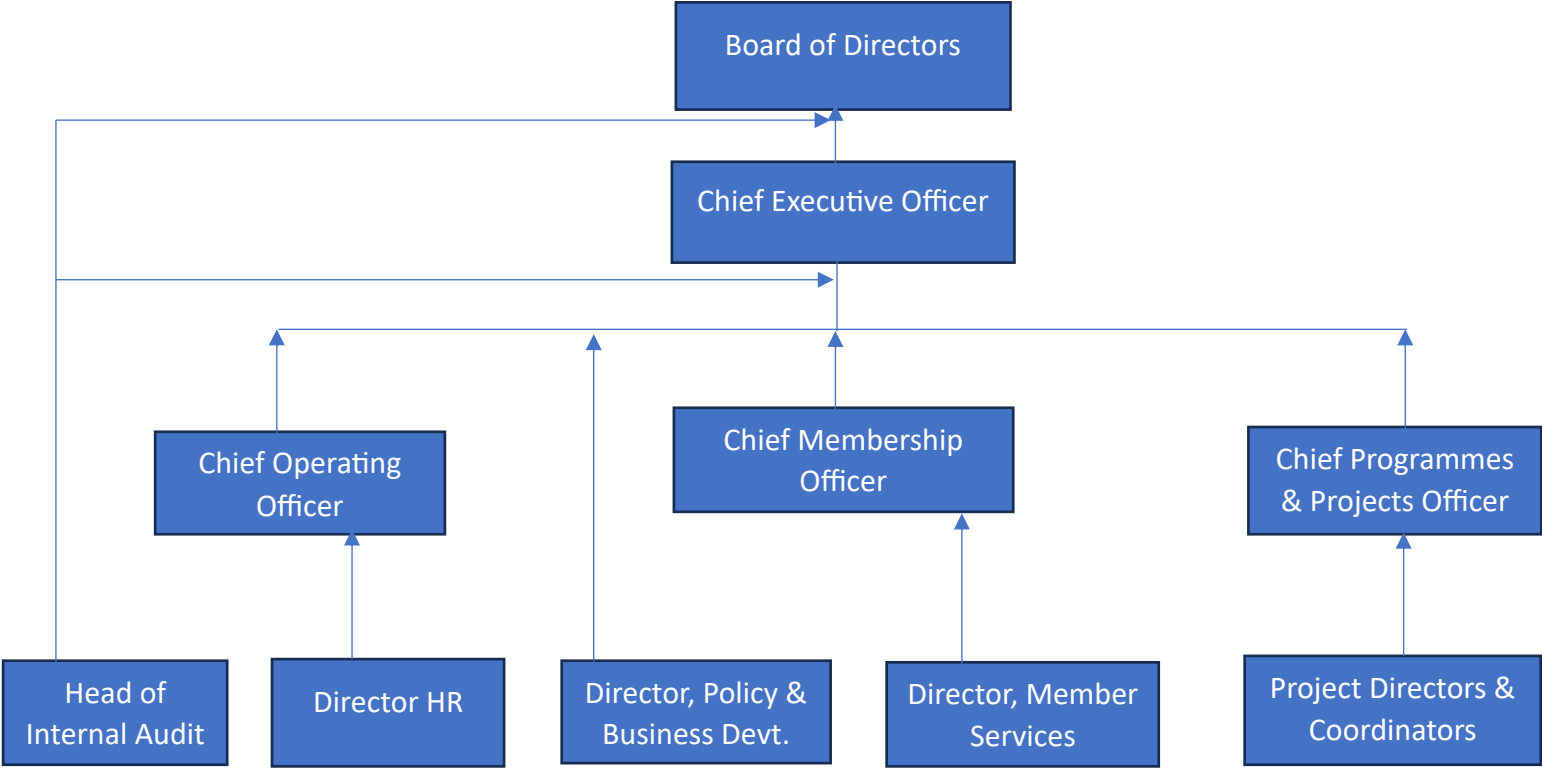 Board of Directors
Chief Executive Officer
Chief Operating
Officer
Chief Membership
Officer
Chief Programmes
& Projects Officer
Head of
Internal Audit
Director HR
Director, Policy &
Business Devt.
Director, Member
Services
Project Directors &
Coordinators